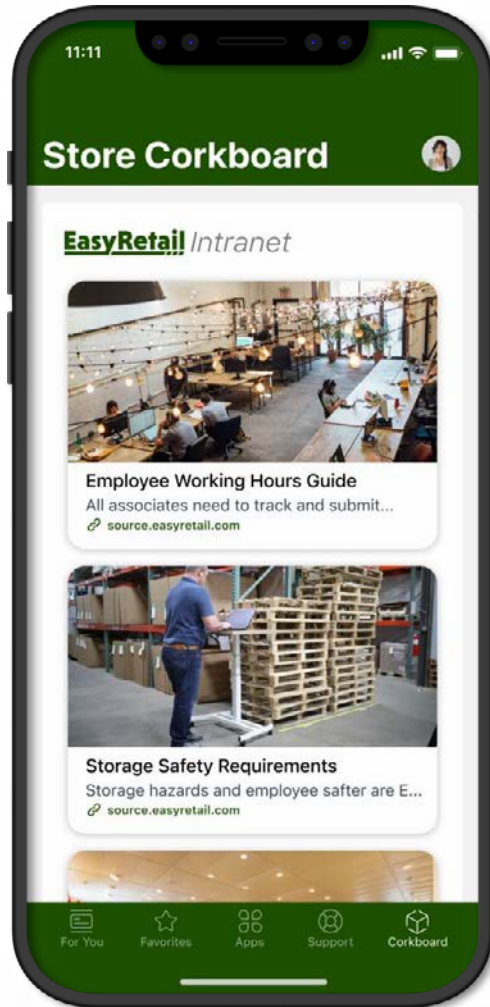 11:11
Store Corkboard
EasyRetail Intranet
Employee Working Hours Guide
All associates need to track and submit...
source.easyretail.com
Storage Safety Requirements
Storage hazards and employee safter are E...
source.easyretail.com
For You Favorites Apps Support Corkboard